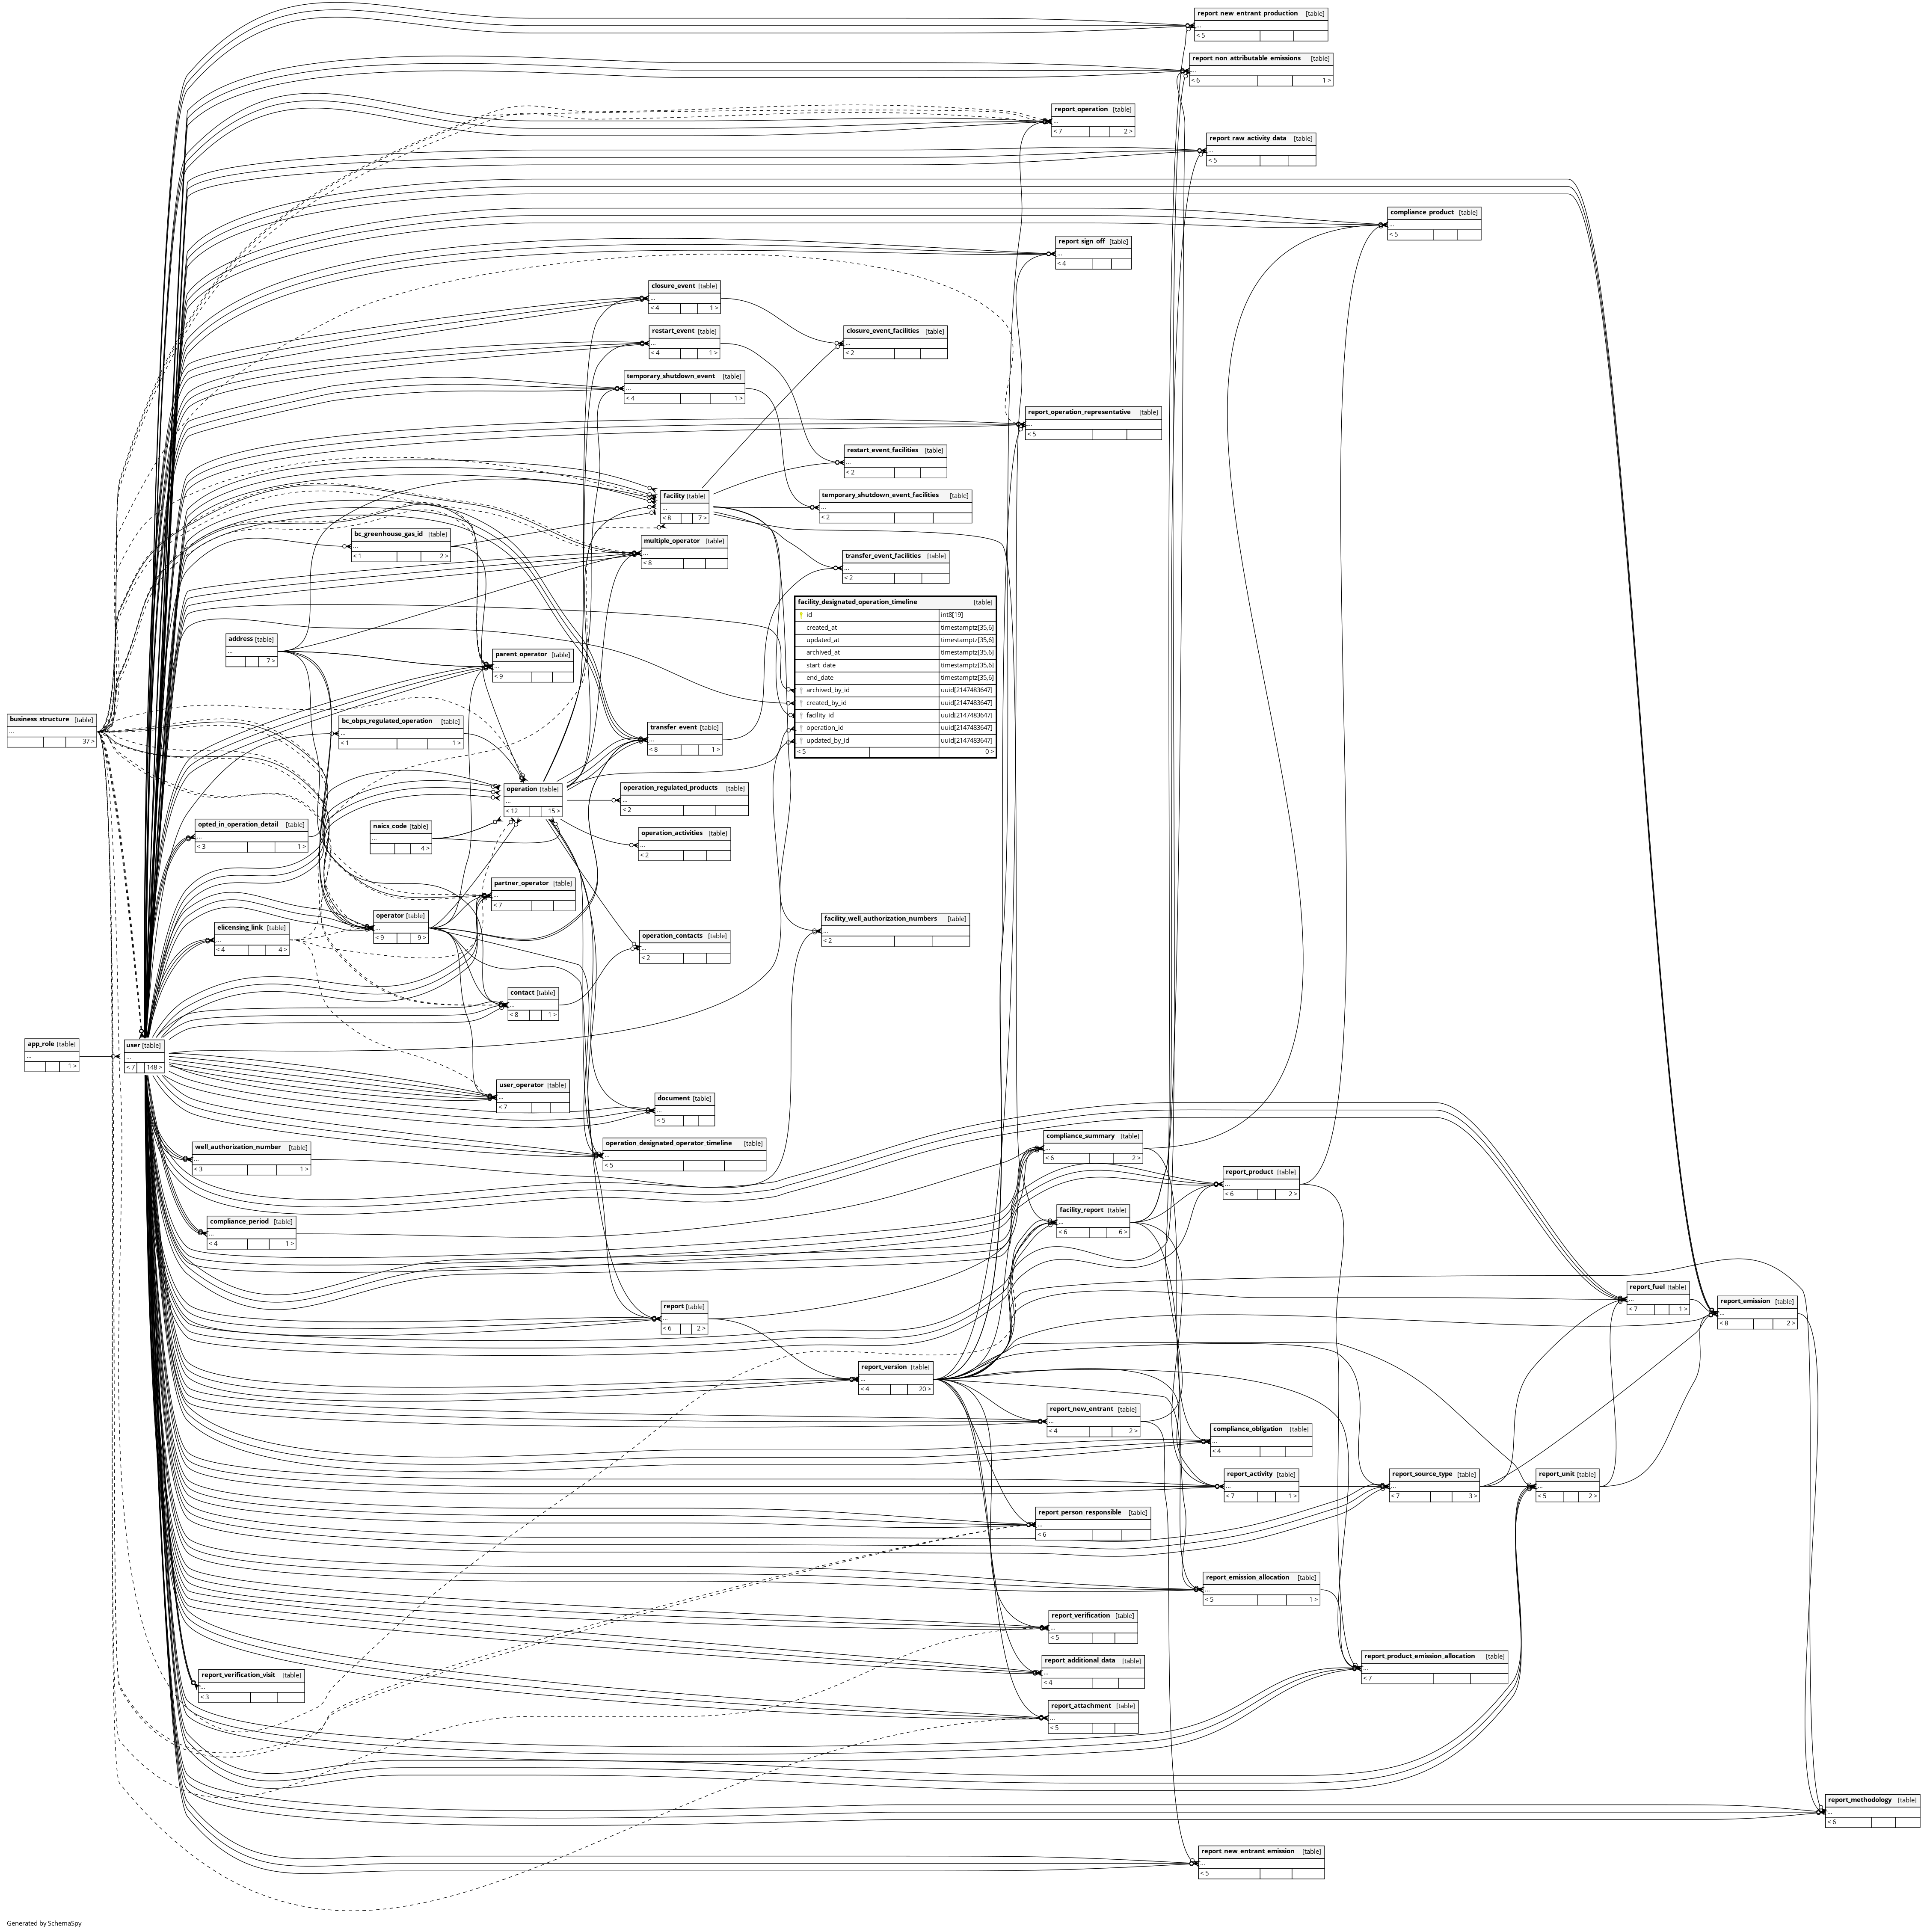 report_new_entrant_production [table]
...
< 5
report_non_attributable_emissions [table]
...
< 6 1 >
report_operation [table]
...
< 7 2 >
report_raw_activity_data [table]
...
< 5
compliance_product [table]
...
< 5
report_sign_off [table]
...
< 4
closure_event [table]
...
< 4 1 >
restart_event [table]
...
< 4 1 >
closure_event_facilities [table]
...
< 2
temporary_shutdown_event [table]
...
< 4 1 >
report_operation_representative [table]
...
< 5
restart_event_facilities [table]
...
< 2
facility [table]
...
< 8 7 >
temporary_shutdown_event_facilities [table]
...
< 2
bc_greenhouse_gas_id [table]
...
< 1 2 >
multiple_operator [table]
...
< 8
transfer_event_facilities [table]
...
< 2
facility_designated_operation_timeline [table]
id int8[19]
created_at timestamptz[35,6]
updated_at timestamptz[35,6]
archived_at timestamptz[35,6]
start_date timestamptz[35,6]
end_date timestamptz[35,6]
archived_by_id uuid[2147483647]
created_by_id uuid[2147483647]
facility_id uuid[2147483647]
operation_id uuid[2147483647]
updated_by_id uuid[2147483647]
< 5 0 >
address [table]
...
7 >
parent_operator [table]
...
< 9
business_structure [table]
...
37 >
bc_obps_regulated_operation [table]
...
< 1 1 >
transfer_event [table]
...
< 8 1 >
operation [table]
...
< 12 15 >
operation_regulated_products [table]
...
< 2
opted_in_operation_detail [table]
...
< 3 1 >
naics_code [table]
...
4 >
operation_activities [table]
...
< 2
partner_operator [table]
...
< 7
operator [table]
...
< 9 9 >
facility_well_authorization_numbers [table]
...
< 2
elicensing_link [table]
...
< 4 4 >
operation_contacts [table]
...
< 2
contact [table]
...
< 8 1 >
app_role [table]
...
1 >
user [table]
...
< 7 148 >
user_operator [table]
...
< 7
document [table]
...
< 5
operation_designated_operator_timeline [table]
...
< 5
well_authorization_number [table]
...
< 3 1 >
compliance_summary [table]
...
< 6 2 >
report_product [table]
...
< 6 2 >
facility_report [table]
...
< 6 6 >
compliance_period [table]
...
< 4 1 >
report_fuel [table]
...
< 7 1 >
report_emission [table]
...
< 8 2 >
report [table]
...
< 6 2 >
report_version [table]
...
< 4 20 >
report_new_entrant [table]
...
< 4 2 >
compliance_obligation [table]
...
< 4
report_activity [table]
...
< 7 1 >
report_source_type [table]
...
< 7 3 >
report_unit [table]
...
< 5 2 >
report_person_responsible [table]
...
< 6
report_emission_allocation [table]
...
< 5 1 >
report_verification [table]
...
< 5
report_product_emission_allocation [table]
...
< 7
report_additional_data [table]
...
< 4
report_verification_visit [table]
...
< 3
report_attachment [table]
...
< 5
report_methodology [table]
...
< 6
report_new_entrant_emission [table]
...
< 5
Generated by SchemaSpy